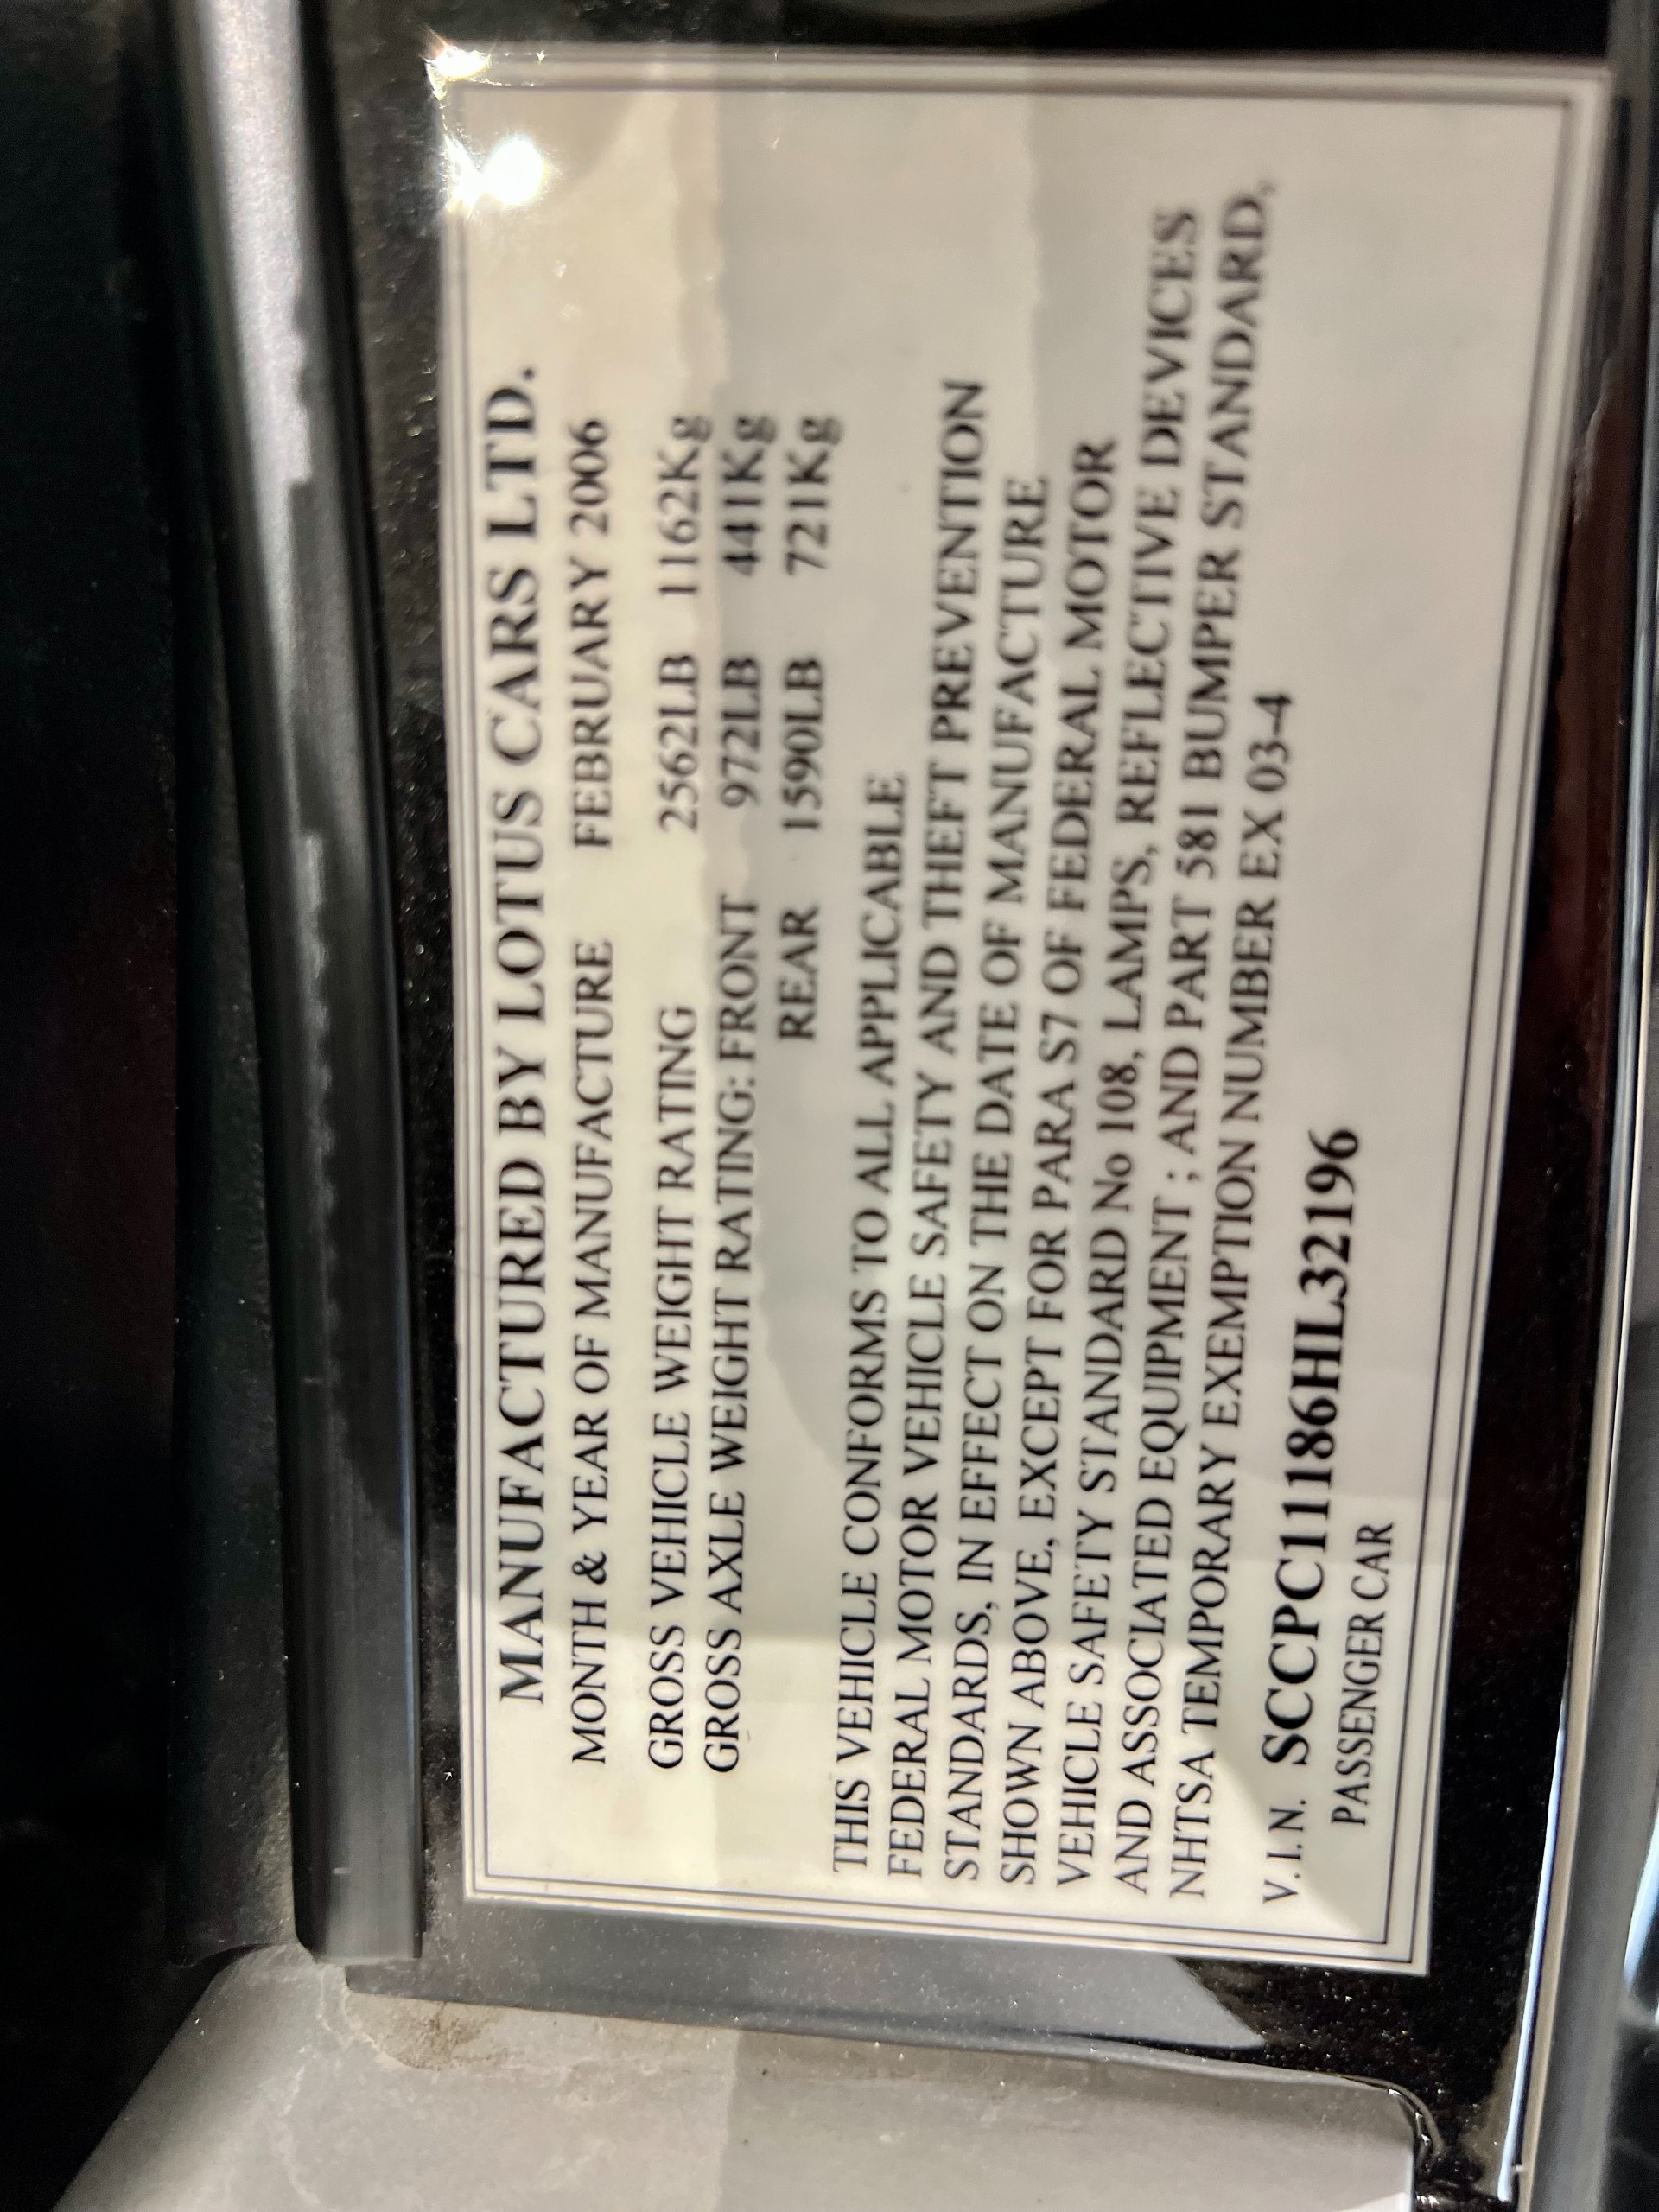 MANUFACTURED BY LOTUS CARS LTD.
MONTH & YEAR OF MANUFACTURE FEBRUARY 2006
GROSS VEHICLE WEIGHT RATING 2562LB 1162Kg
GROSS AXLE WEIGHT RATING: FRONT 972LB 441Kg
REAR 1590LB 721Kg
THIS VEHICLE CONFORMS TO ALL APPLICABLE
FEDERAL MOTOR VEHICLE SAFETY AND THEFT PREVENTION
STANDARDS, IN EFFECT ON THE DATE OF MANUFACTURE
SHOWN ABOVE, EXCEPT FOR PARA S7 OF FEDERAL MOTOR
VEHICLE SAFETY STANDARD No 108, LAMPS, REFLECTIVE DEVICES
AND ASSOCIATED EQUIPMENT ; AND PART 581 BUMPER STANDARD,
NHTSA TEMPORARY EXEMPTION NUMBER EX 03-4
V.I.N. SCCPC11186HL32196
PASSENGER CAR